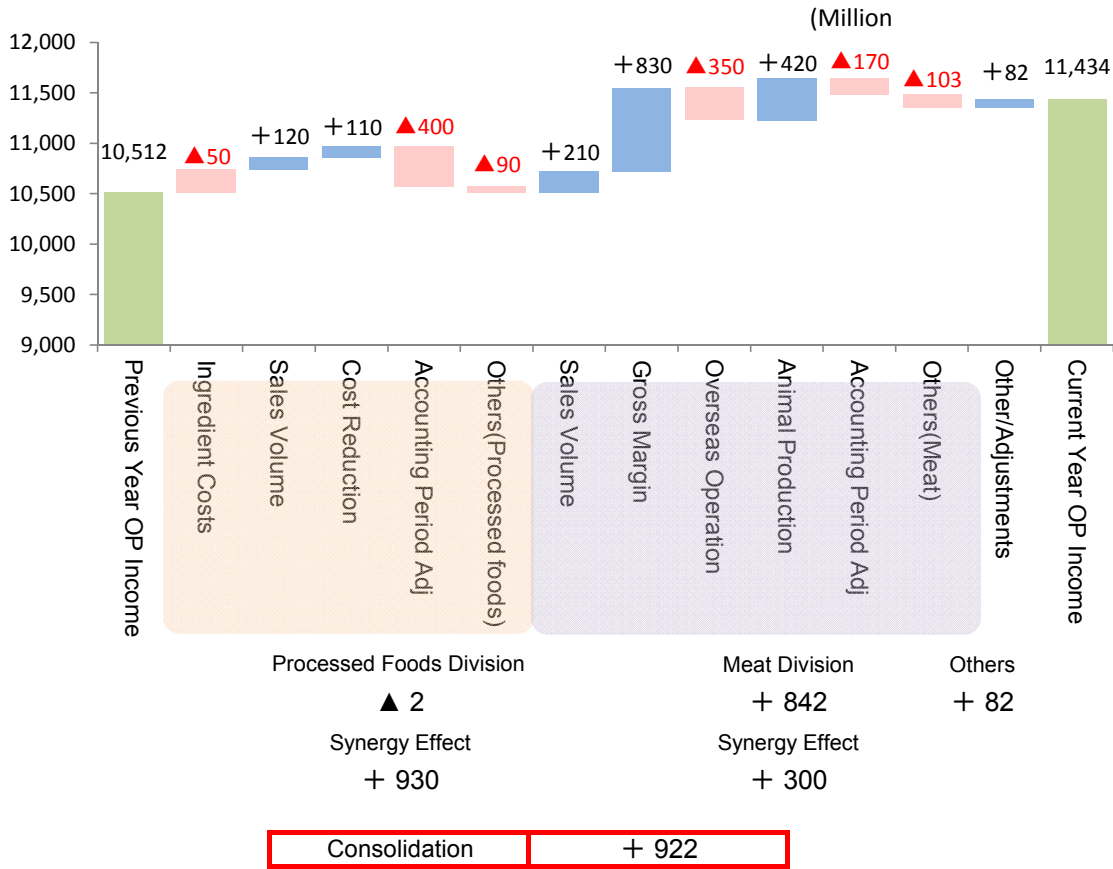 (Million
12,000
11,500
11,000
10,500
10,000
9,500
9,000
10,512
▲50
+120
+110
▲400
▲90
+210
+830
▲350
+420
▲170
▲103
+82
11,434
Previous Year OP Income
Ingredient Costs
Sales Volume
Cost Reduction
Accounting Period Adj
Others(Processed foods)
Sales Volume
Gross Margin
Overseas Operation
Animal Production
Accounting Period Adj
Others(Meat)
Other/Adjustments
Current Year OP Income
Processed Foods Division
Meat Division
Others
▲ 2
+ 842
+ 82
Synergy Effect
Synergy Effect
+ 930
+ 300
Consolidation
+ 922